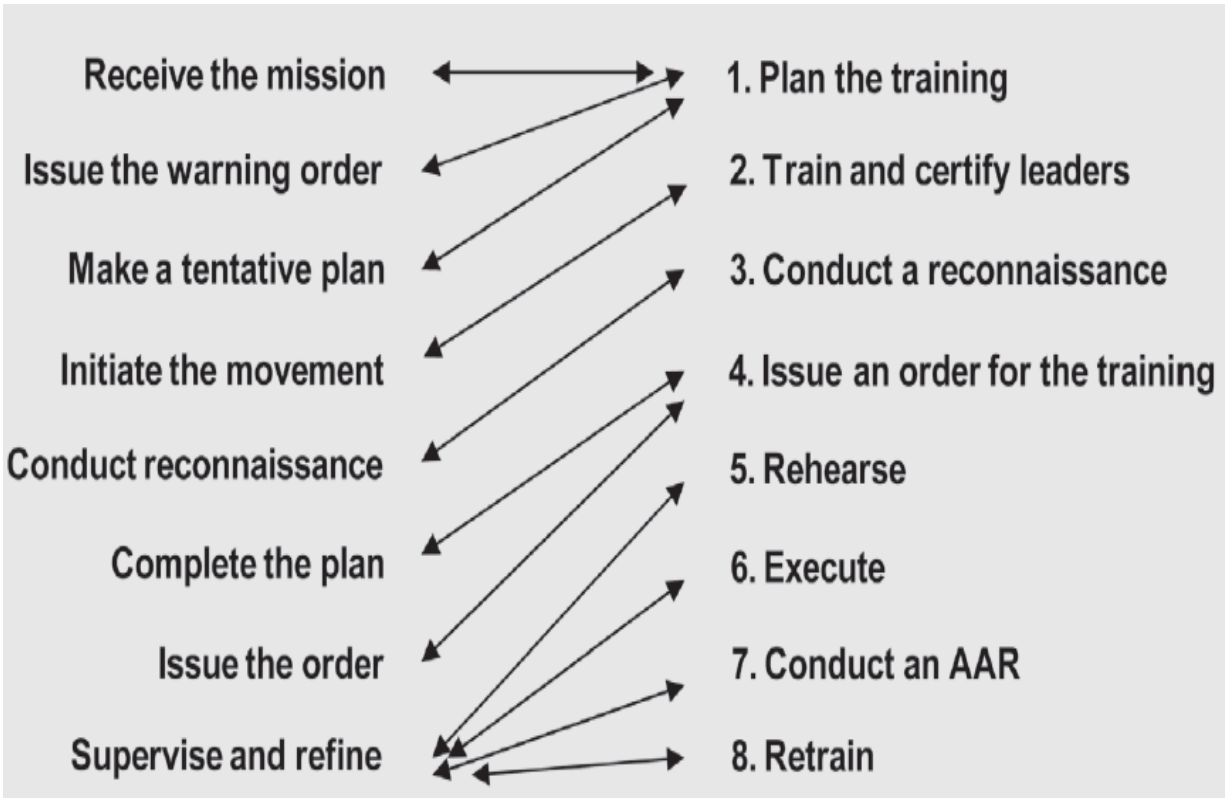 Receive the mission
1. Plan the training
Issue the warning order
2. Train and certify leaders
Make a tentative plan
3. Conduct a reconnaissance
Initiate the movement
4. Issue an order for the training
Conduct reconnaissance
5. Rehearse
Complete the plan
6. Execute
Issue the order
7. Conduct an AAR
Supervise and refine
8. Retrain